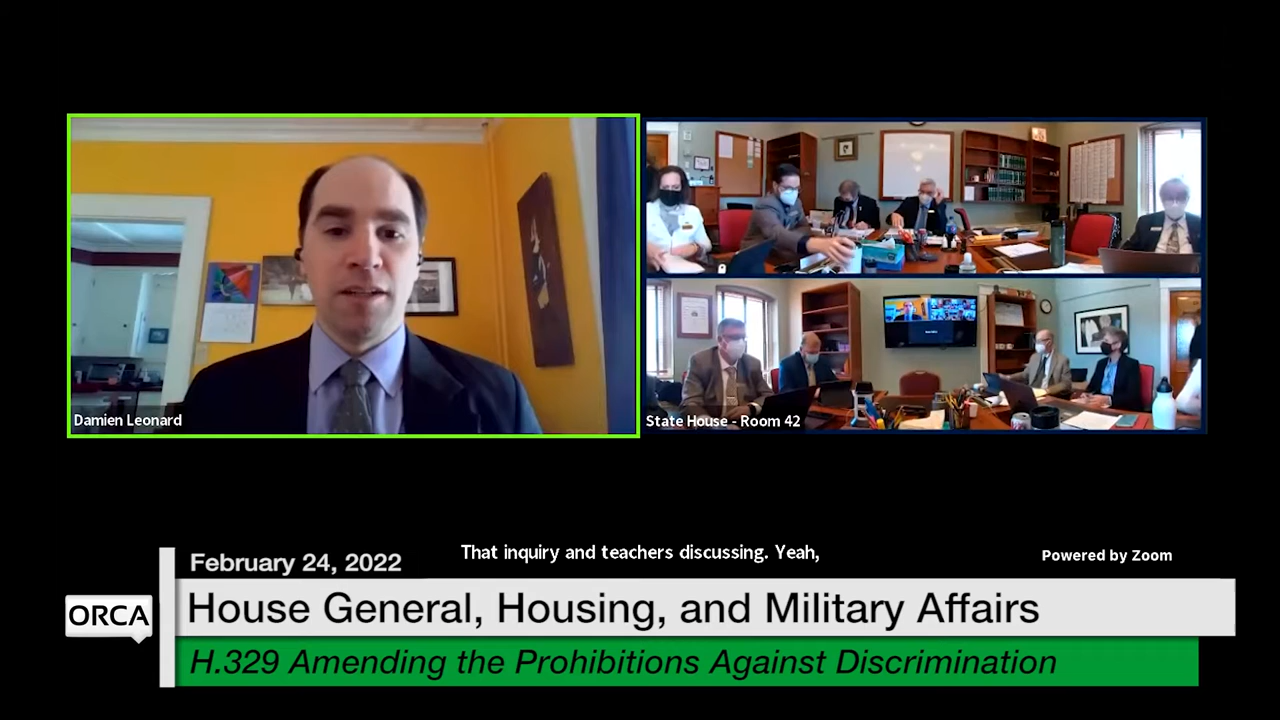 Damien Leonard
State House - Room 42
That inquiry and teachers discussing. Yeah,
Powered by Zoom
February 24, 2022
ORCA
House General, Housing, and Military Affairs
H.329 Amending the Prohibitions Against Discrimination